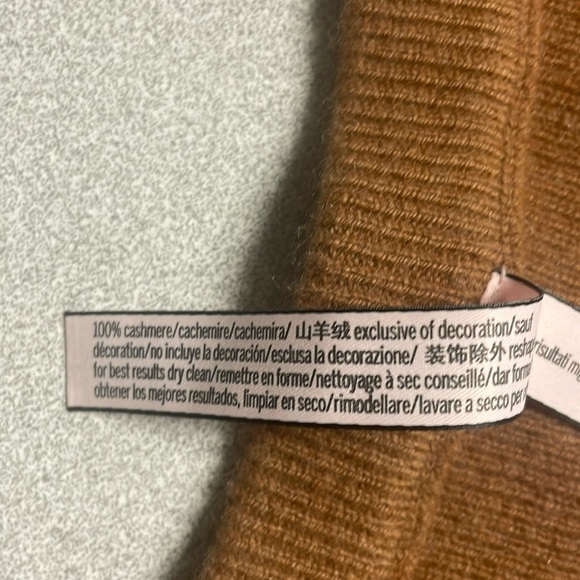 100% cashmere/cachemire/cachemira/ 山羊绒 exclusive of decoration/sauf
décoration/no incluye la decoración/esclusa la decorazione/ 装饰除外
for best results dry clean/remettre en forme/nettoyage à sec conseillé/dar
obtener los mejores resultados, limpiar en seco/rimodellare/lavare a secco per
risultati